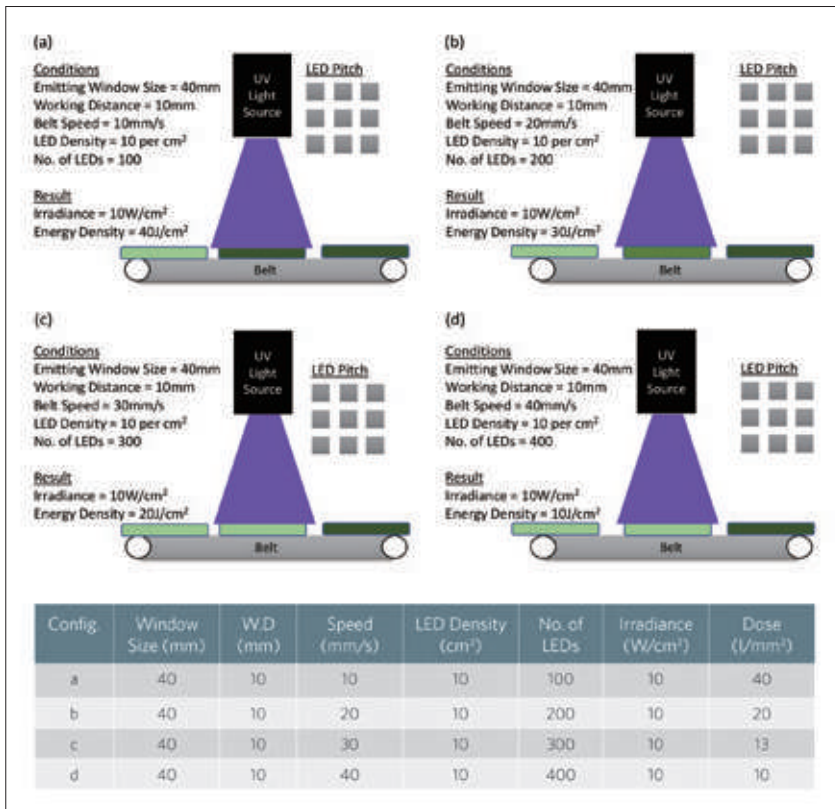 (a)
Conditions
Emitting Window Size = 40mm
Working Distance = 10mm
Belt Speed = 10mm/s
LED Density = 10 per cm²
No. of LEDs = 100
Result
Irradiance = 10W/cm²
Energy Density = 40J/cm²
UV
Light
Source
LED Pitch
Belt
(b)
Conditions
Emitting Window Size = 40mm
Working Distance = 10mm
Belt Speed = 20mm/s
LED Density = 10 per cm²
No. of LEDs = 200
Result
Irradiance = 10W/cm²
Energy Density = 30J/cm²
UV
Light
Source
LED Pitch
Belt
(c)
Conditions
Emitting Window Size = 40mm
Working Distance = 10mm
Belt Speed = 30mm/s
LED Density = 10 per cm²
No. of LEDs = 300
Result
Irradiance = 10W/cm²
Energy Density = 20J/cm²
UV
Light
Source
LED Pitch
Belt
(d)
Conditions
Emitting Window Size = 40mm
Working Distance = 10mm
Belt Speed = 40mm/s
LED Density = 10 per cm²
No. of LEDs = 400
Result
Irradiance = 10W/cm²
Energy Density = 10J/cm²
UV
Light
Source
LED Pitch
Belt
Config. Window W.D Speed LED Density No. of Irradiance Dose
Size (mm) (mm) (mm/s) (cm²) LEDs (W/cm²) (J/mm²)
a 40 10 10 10 100 10 40
b 40 10 20 10 200 10 20
c 40 10 30 10 300 10 13
d 40 10 40 10 400 10 10